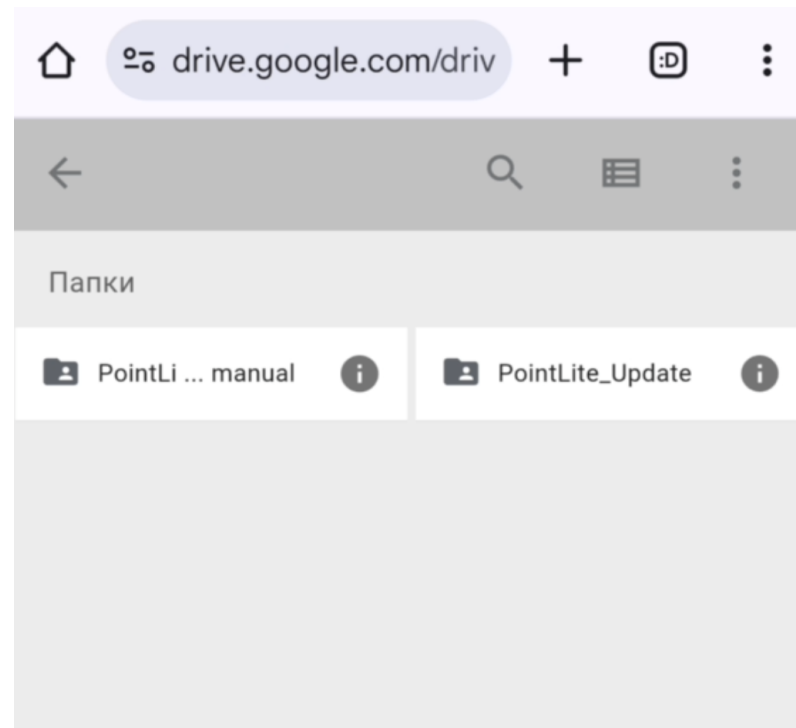 drive.google.com/driv
:D
Папки
PointLi ... manual
PointLite_Update